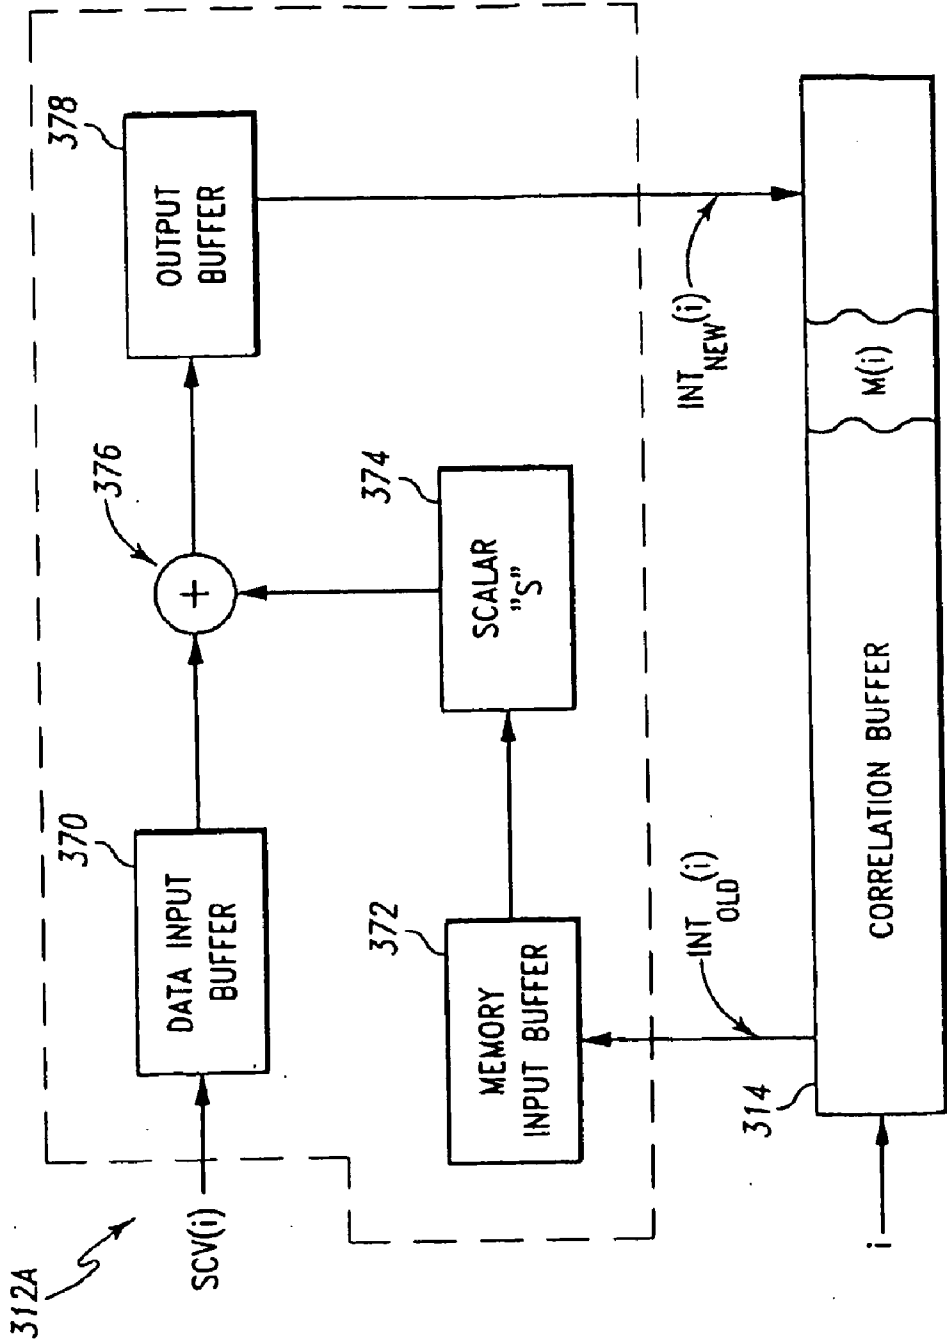 312A
SCV(i)
370
DATA INPUT
BUFFER
376
+
378
OUTPUT
BUFFER
372
MEMORY
INPUT BUFFER
374
SCALAR
"S"
INT OLD (i)
INT NEW (i)
314
i
CORRELATION BUFFER
M(i)